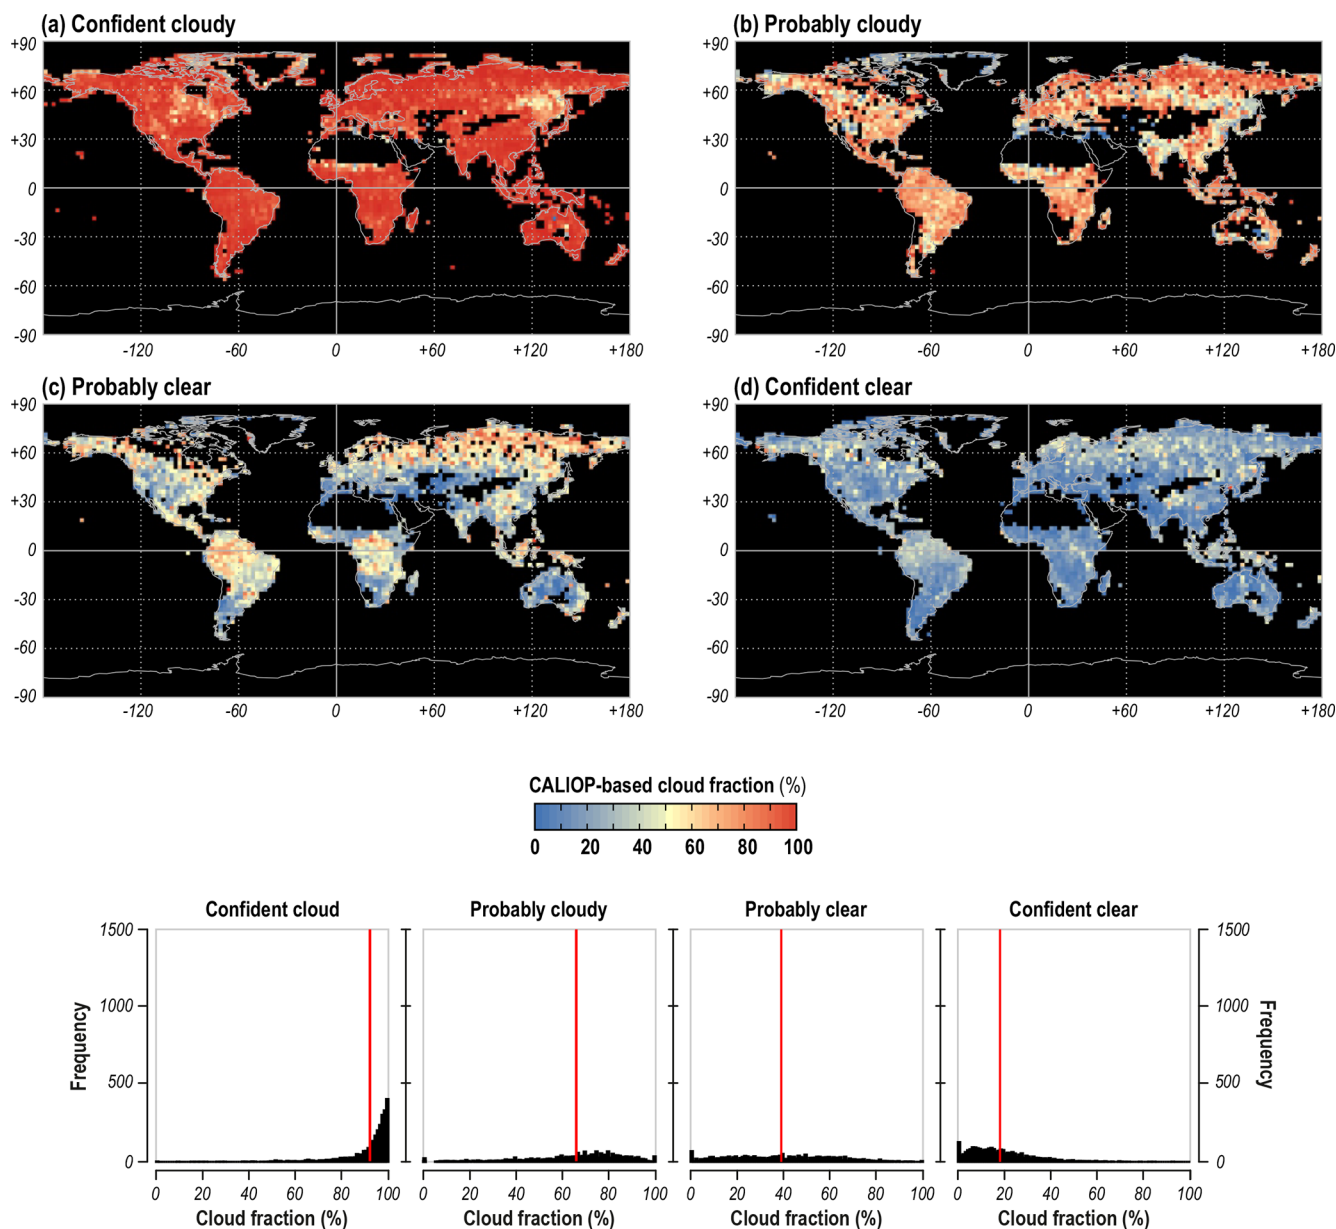 (a) Confident cloudy
(b) Probably cloudy
+90
+60
+30
0
-30
-60
-90
-120 -60 0 +60 +120 +180
+90
+60
+30
0
-30
-60
-90
-120 -60 0 +60 +120 +180
(c) Probably clear
(d) Confident clear
+90
+60
+30
0
-30
-60
-90
-120 -60 0 +60 +120 +180
+90
+60
+30
0
-30
-60
-90
-120 -60 0 +60 +120 +180
CALIOP-based cloud fraction (%)
0 20 40 60 80 100
Confident cloud
Probably cloudy
Probably clear
Confident clear
Frequency
1500
1000
500
0
0 20 40 60 80 100
Cloud fraction (%)
0 20 40 60 80 100
Cloud fraction (%)
0 20 40 60 80 100
Cloud fraction (%)
0 20 40 60 80 100
Cloud fraction (%)
1500
1000
500
0
Frequency